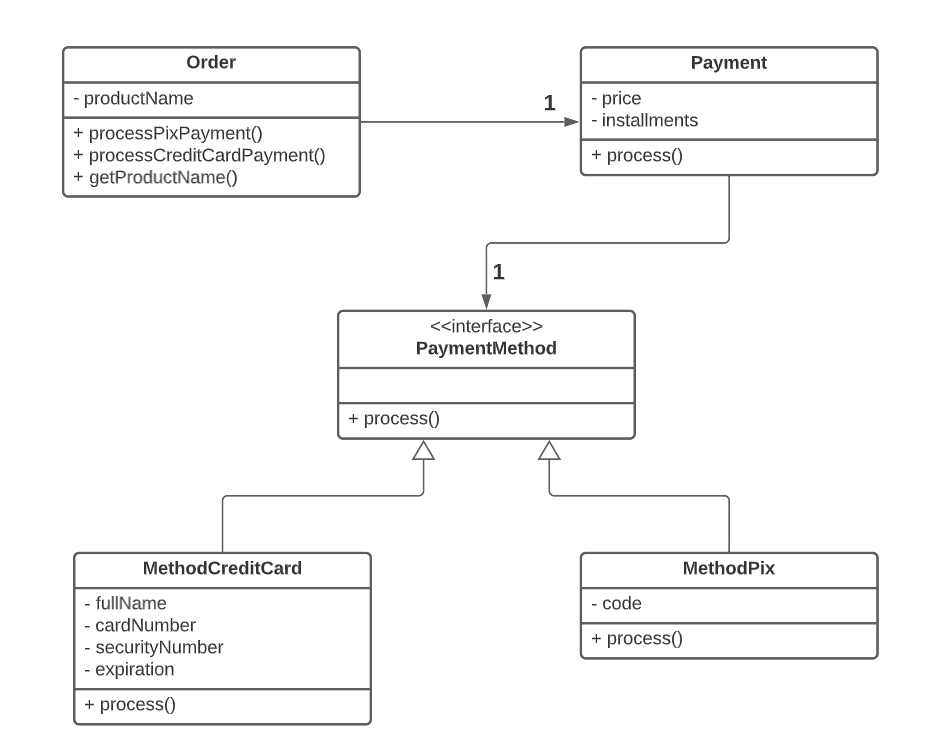 Order
- productName
+ processPixPayment()
+ processCreditCardPayment()
+ getProductName()
1
Payment
- price
- installments
+ process()
1
<<interface>>
PaymentMethod
+ process()
MethodCreditCard
- fullName
- cardNumber
- securityNumber
- expiration
+ process()
MethodPix
- code
+ process()